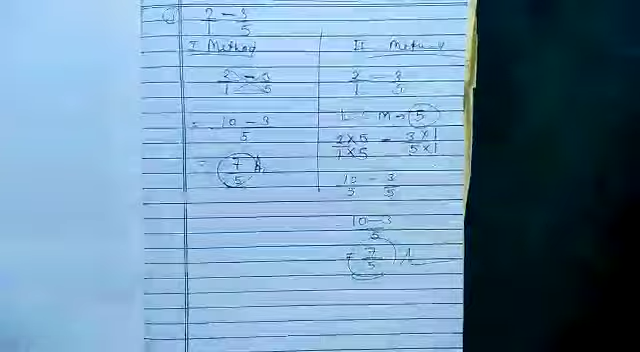 2/1 - 3/5
I Method
2/1 - 3/5
= 10 - 3 / 5
= 7/5
II
2/1 - 3/5
L C M = 5
2×5/1×5 - 3×1/5×1
10/5 - 3/5
10 - 3 / 5
= 7/5